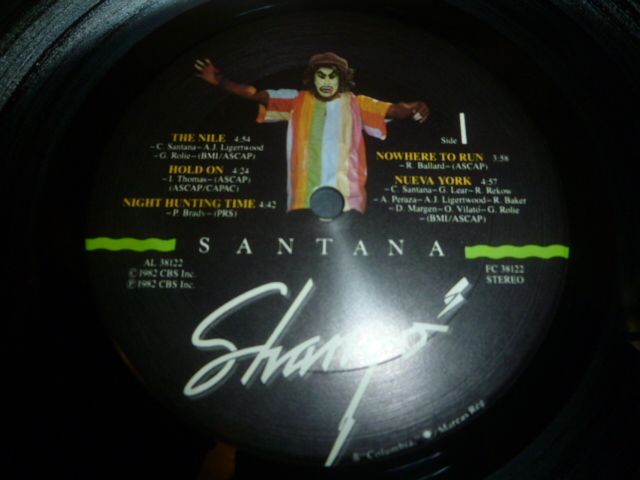 THE NILE 4:54
-C. Santana-A.J. Ligertwood
-G. Rolie-(BMI/ASCAP)
HOLD ON 4:24
-I. Thomas-(ASCAP)
(ASCAP/CAPAC)
NIGHT HUNTING TIME 4:42
-P. Brady-(PRS)
Side 1
NOWHERE TO RUN 3:58
-R. Ballard-(ASCAP)
NUEVA YORK 4:57
-C. Santana-G. Lear-R. Rekow
-A. Peraza-A.J. Ligertwood-R. Baker
-D. Margen-O. Vilató-G. Rolie-
-(BMI/ASCAP)
SANTANA
AL 38122
©1982 CBS Inc.
℗1982 CBS Inc.
FC 38122
STEREO
Shangó
"Columbia," / Marcas Reg